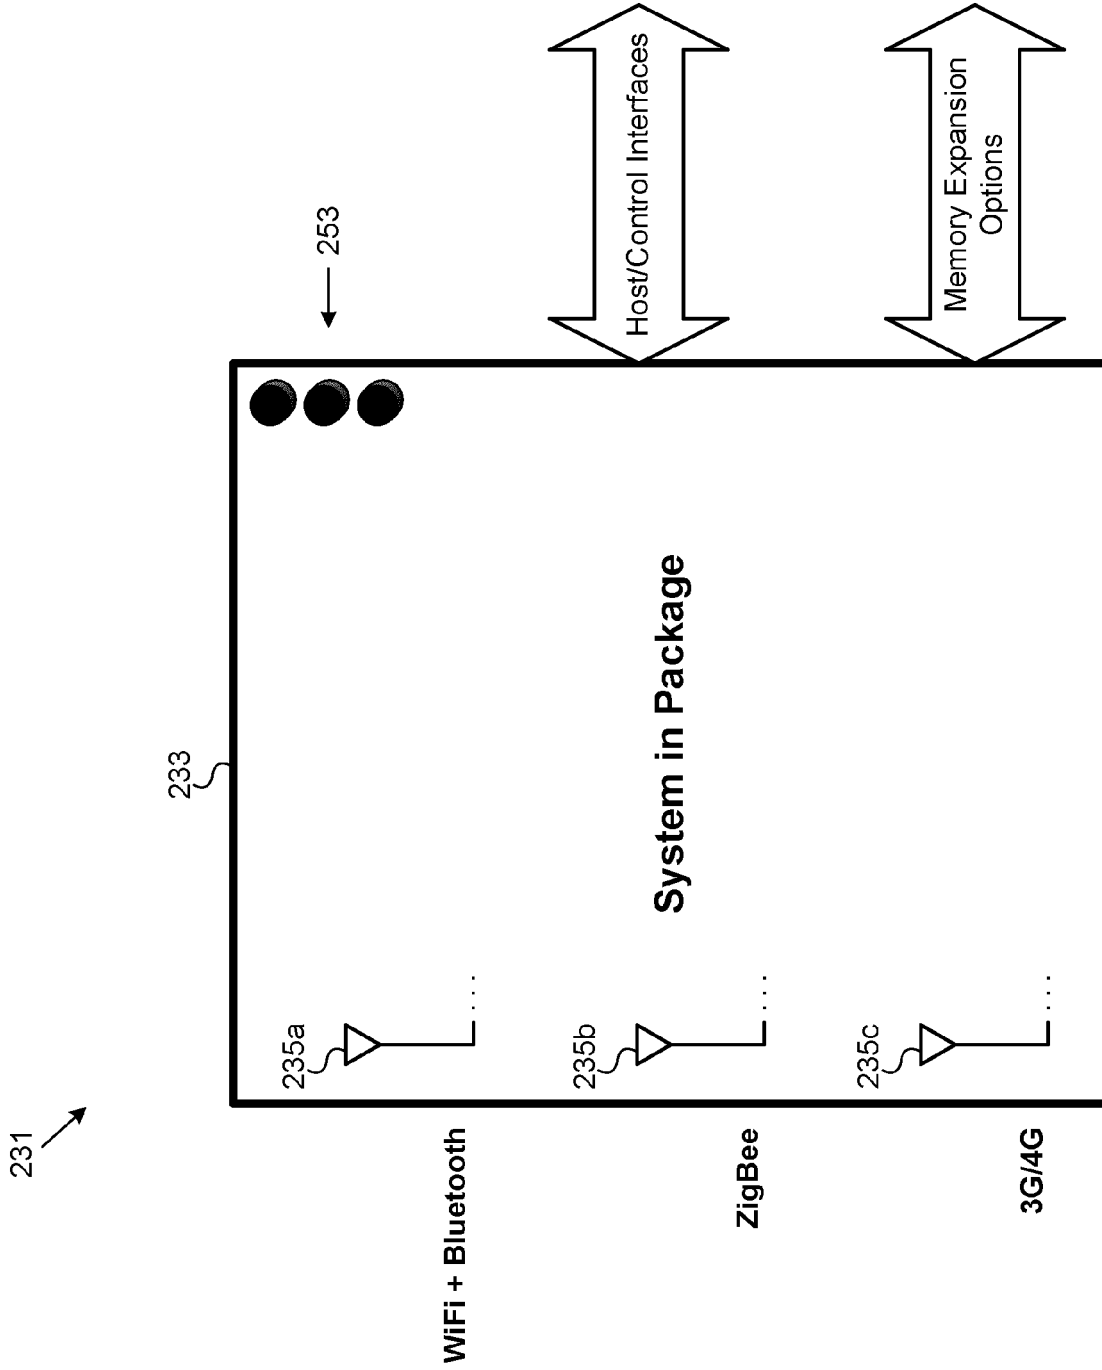 231
233
253
235a
WiFi + Bluetooth
235b
ZigBee
235c
3G/4G
. . . .
. . . .
. . . .
System in Package
Host/Control Interfaces
Memory Expansion
Options